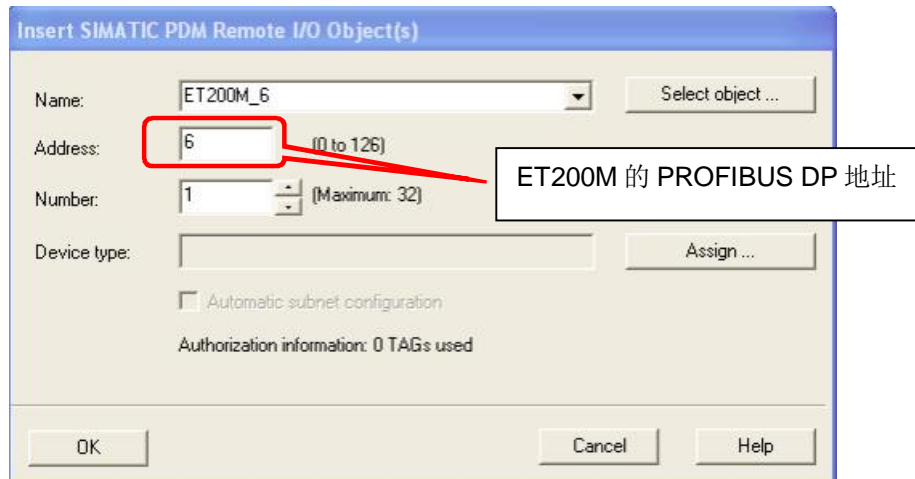 Insert SIMATIC PDM Remote I/O Object(s)
Name: ET200M_6 Select object ...
Address: 6 (0 to 126)
ET200M 的 PROFIBUS DP 地址
Number: 1 (Maximum: 32)
Device type: Assign ...
Automatic subnet configuration
Authorization information: 0 TAGs used
OK Cancel Help